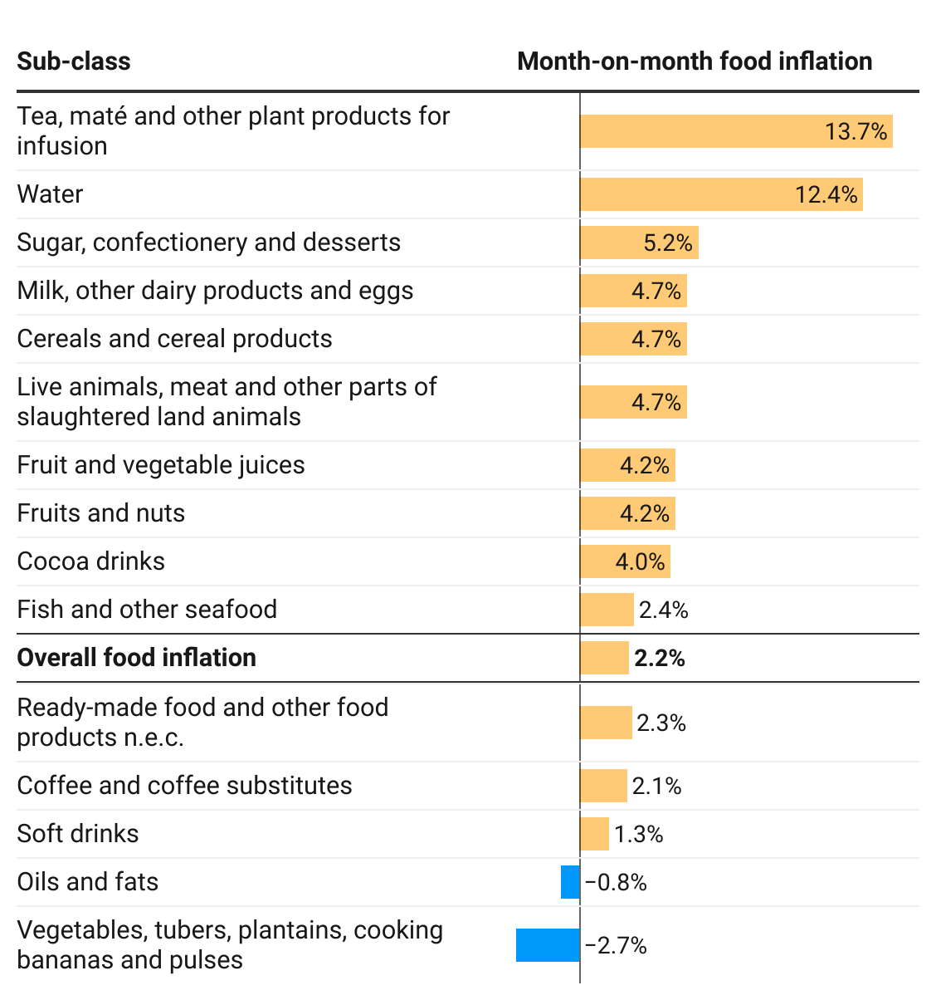 Sub-class Month-on-month food inflation
Tea, maté and other plant products for
infusion
13.7%
Water 12.4%
Sugar, confectionery and desserts 5.2%
Milk, other dairy products and eggs 4.7%
Cereals and cereal products 4.7%
Live animals, meat and other parts of
slaughtered land animals
4.7%
Fruit and vegetable juices 4.2%
Fruits and nuts 4.2%
Cocoa drinks 4.0%
Fish and other seafood 2.4%
Overall food inflation 2.2%
Ready-made food and other food
products n.e.c.
2.3%
Coffee and coffee substitutes 2.1%
Soft drinks 1.3%
Oils and fats −0.8%
Vegetables, tubers, plantains, cooking
bananas and pulses
−2.7%